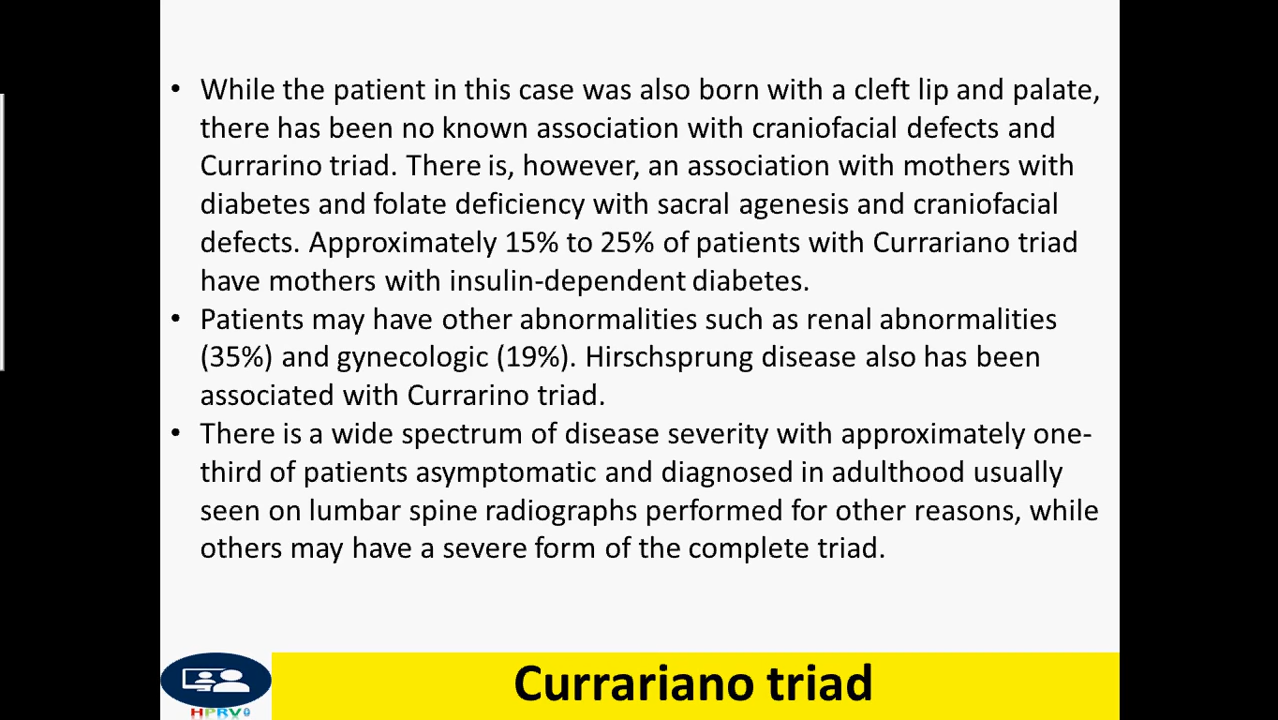 • While the patient in this case was also born with a cleft lip and palate,
there has been no known association with craniofacial defects and
Currarino triad. There is, however, an association with mothers with
diabetes and folate deficiency with sacral agenesis and craniofacial
defects. Approximately 15% to 25% of patients with Currariano triad
have mothers with insulin-dependent diabetes.
• Patients may have other abnormalities such as renal abnormalities
(35%) and gynecologic (19%). Hirschsprung disease also has been
associated with Currarino triad.
• There is a wide spectrum of disease severity with approximately one-
third of patients asymptomatic and diagnosed in adulthood usually
seen on lumbar spine radiographs performed for other reasons, while
others may have a severe form of the complete triad.
Currariano triad
HPRV